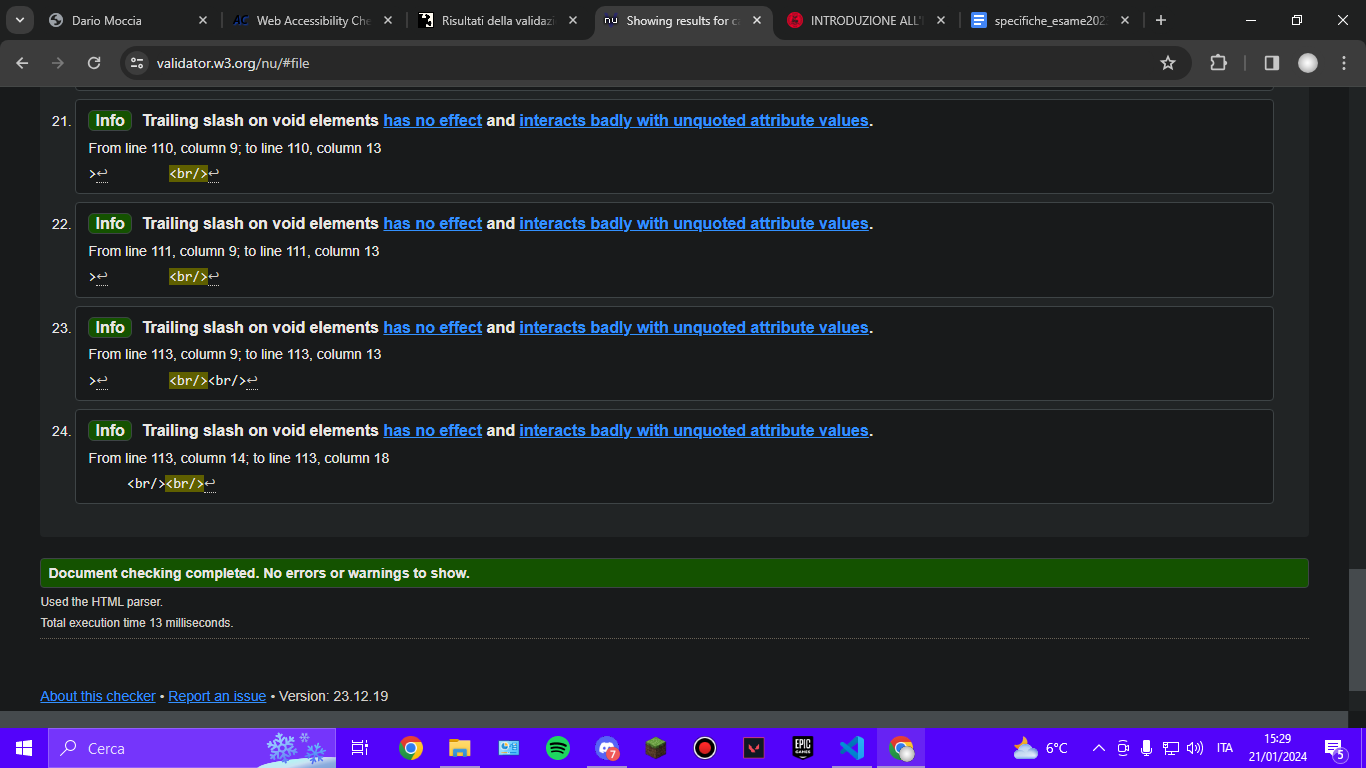 Dario Moccia
AC Web Accessibility Che
Risultati della validazi
nu Showing results for ca
INTRODUZIONE ALL'I
specifiche_esame202
validator.w3.org/nu/#file
21. Info Trailing slash on void elements has no effect and interacts badly with unquoted attribute values.
From line 110, column 9; to line 110, column 13
>↩ <br/>↩
22. Info Trailing slash on void elements has no effect and interacts badly with unquoted attribute values.
From line 111, column 9; to line 111, column 13
>↩ <br/>↩
23. Info Trailing slash on void elements has no effect and interacts badly with unquoted attribute values.
From line 113, column 9; to line 113, column 13
>↩ <br/><br/>↩
24. Info Trailing slash on void elements has no effect and interacts badly with unquoted attribute values.
From line 113, column 14; to line 113, column 18
<br/><br/>↩
Document checking completed. No errors or warnings to show.
Used the HTML parser.
Total execution time 13 milliseconds.
About this checker • Report an issue • Version: 23.12.19
Cerca
7
EPIC GAMES
6°C
ITA
15:29
21/01/2024
5